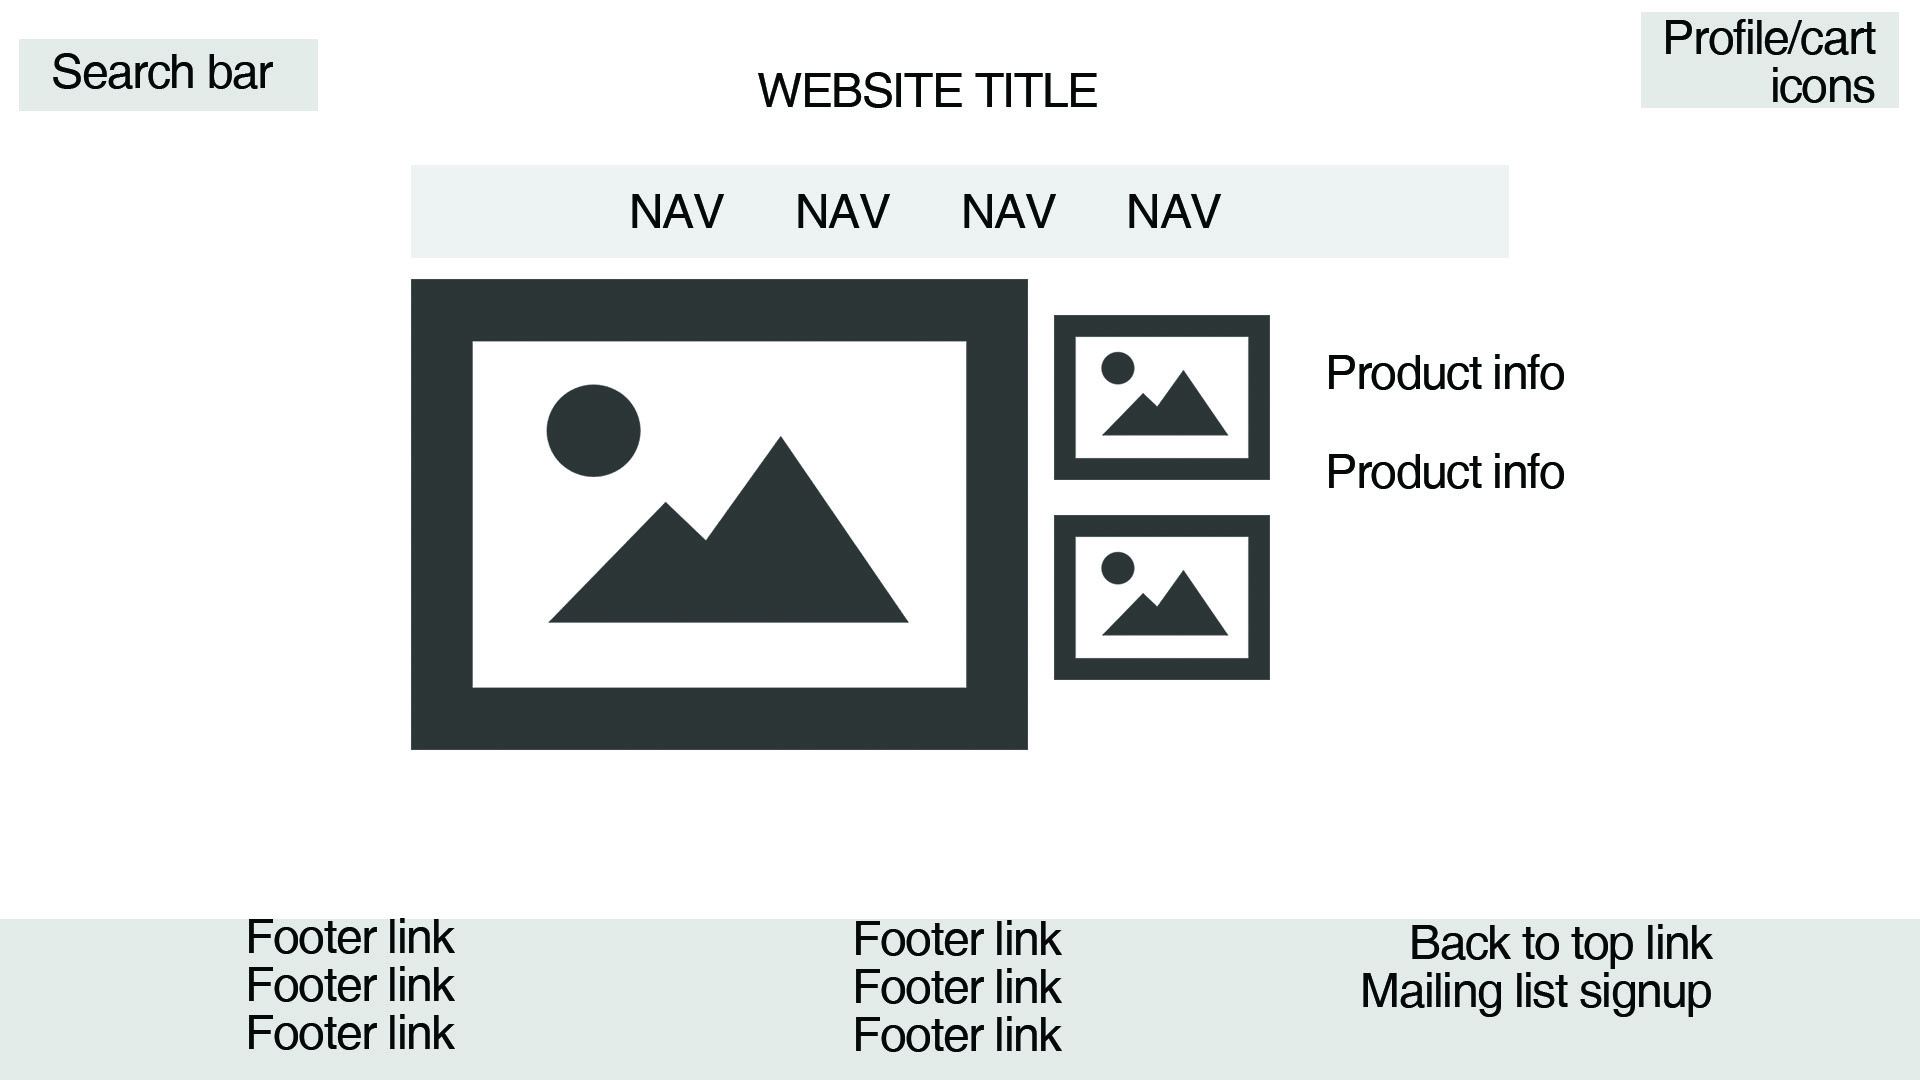 Search bar
WEBSITE TITLE
Profile/cart
icons
NAV NAV NAV NAV
Product info
Product info
Footer link
Footer link
Footer link
Footer link
Footer link
Footer link
Back to top link
Mailing list signup